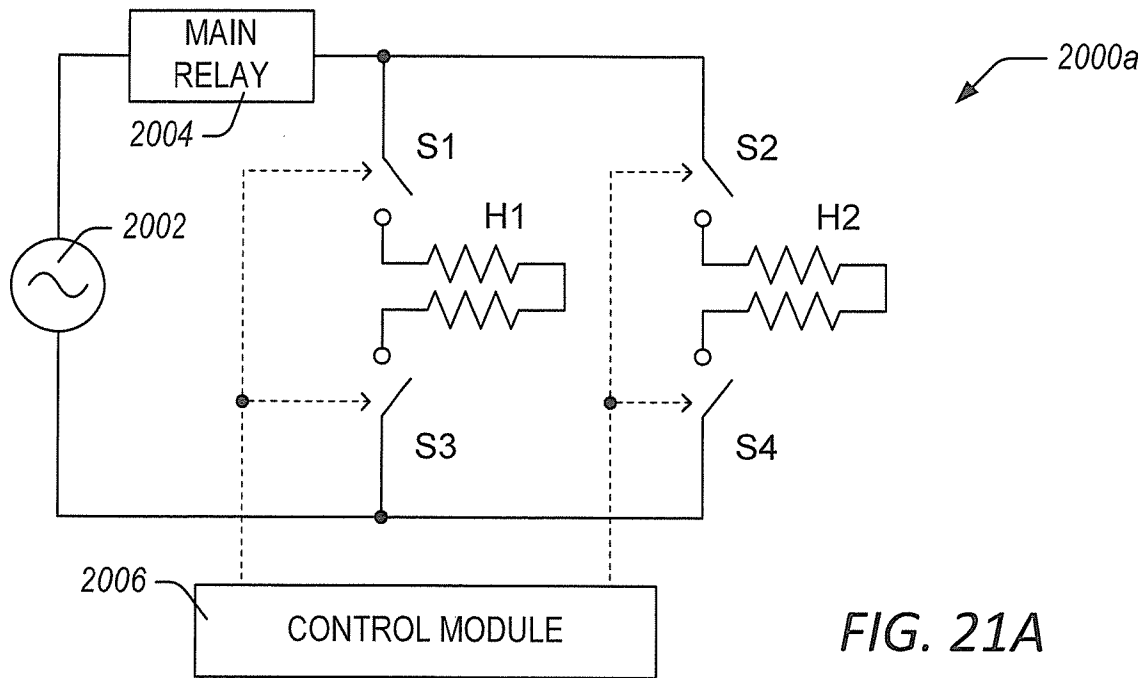 MAIN
RELAY
2004
2000a
S1
S2
2002
H1
H2
S3
S4
2006
CONTROL MODULE
FIG. 21A